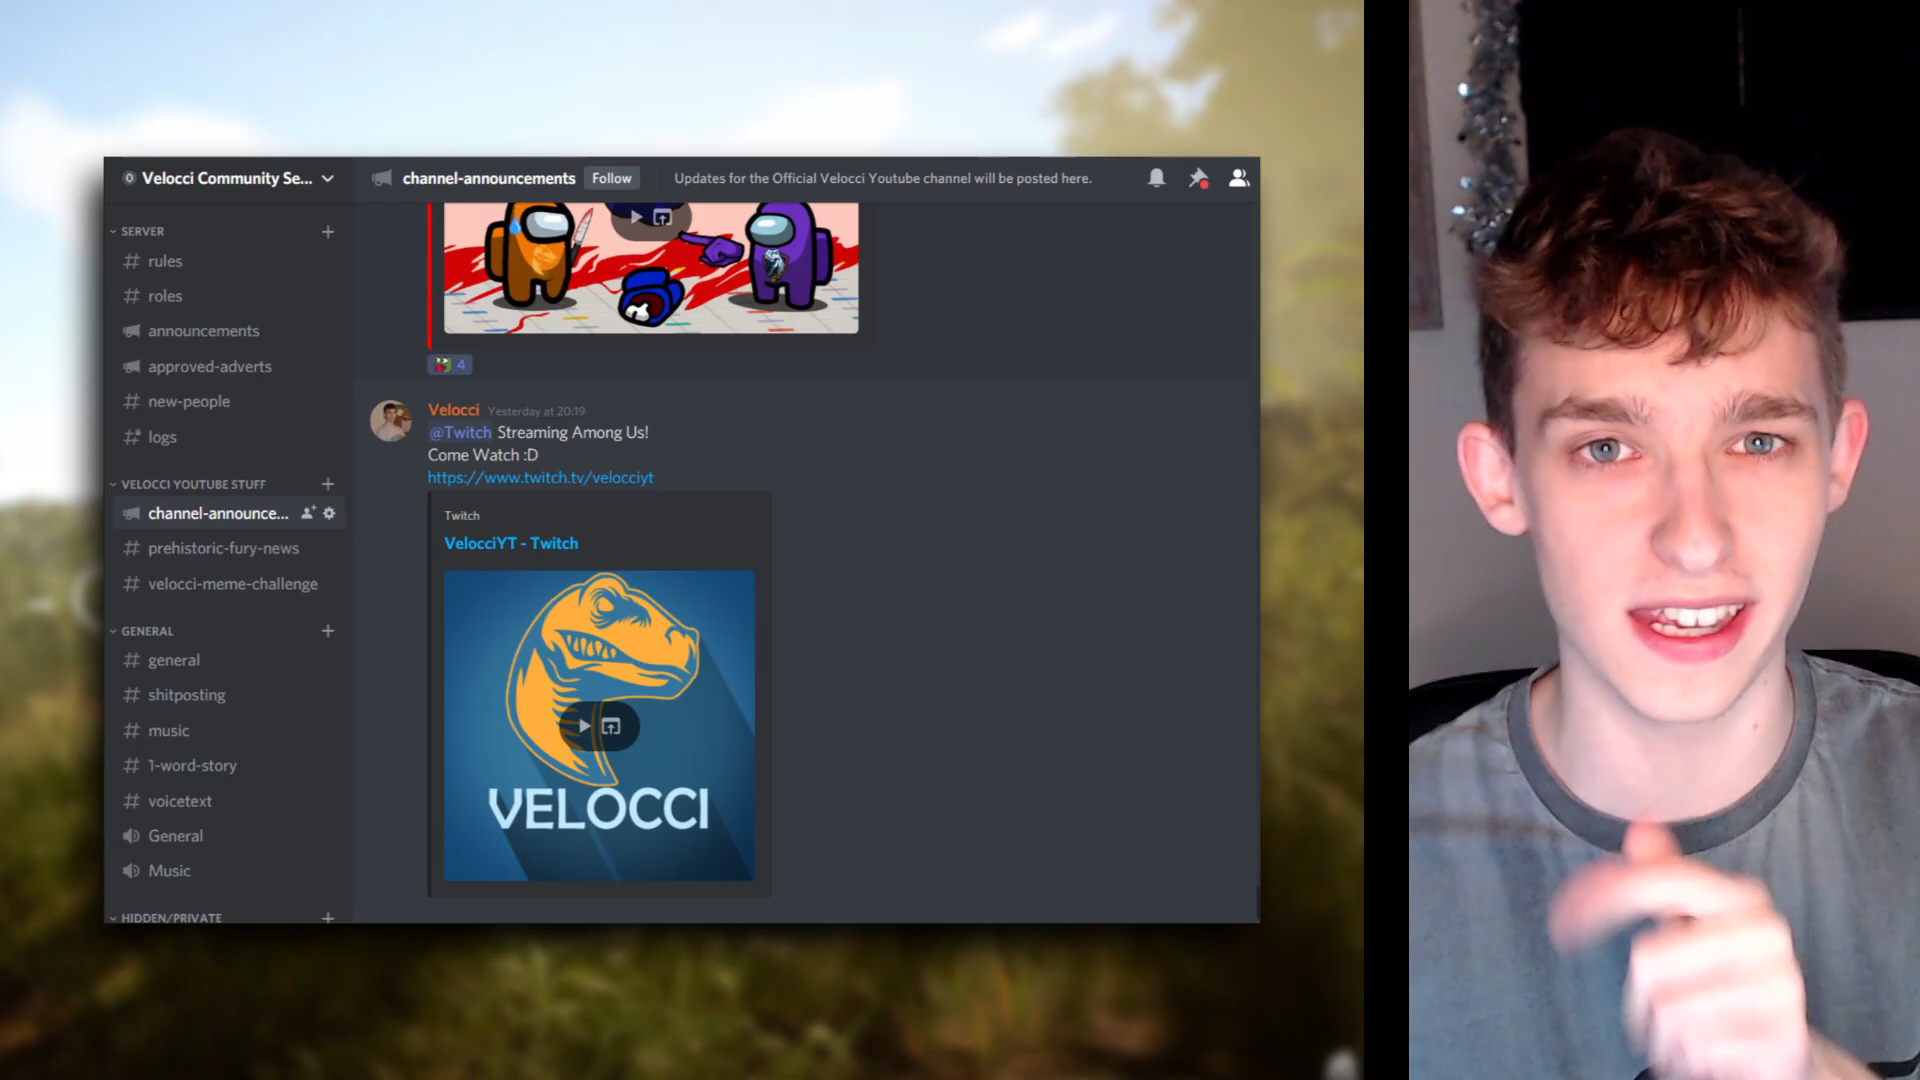 Velocci Community Se...
SERVER
rules
roles
announcements
approved-adverts
new-people
logs
VELOCCI YOUTUBE STUFF
channel-announce...
prehistoric-fury-news
velocci-meme-challenge
GENERAL
general
shitposting
music
1-word-story
voicetext
General
Music
HIDDEN/PRIVATE
channel-announcements Follow Updates for the Official Velocci Youtube channel will be posted here.
4
Velocci Yesterday at 20:19
@Twitch Streaming Among Us!
Come Watch :D
https://www.twitch.tv/velocciyt
Twitch
VelocciYT - Twitch
VELOCCI